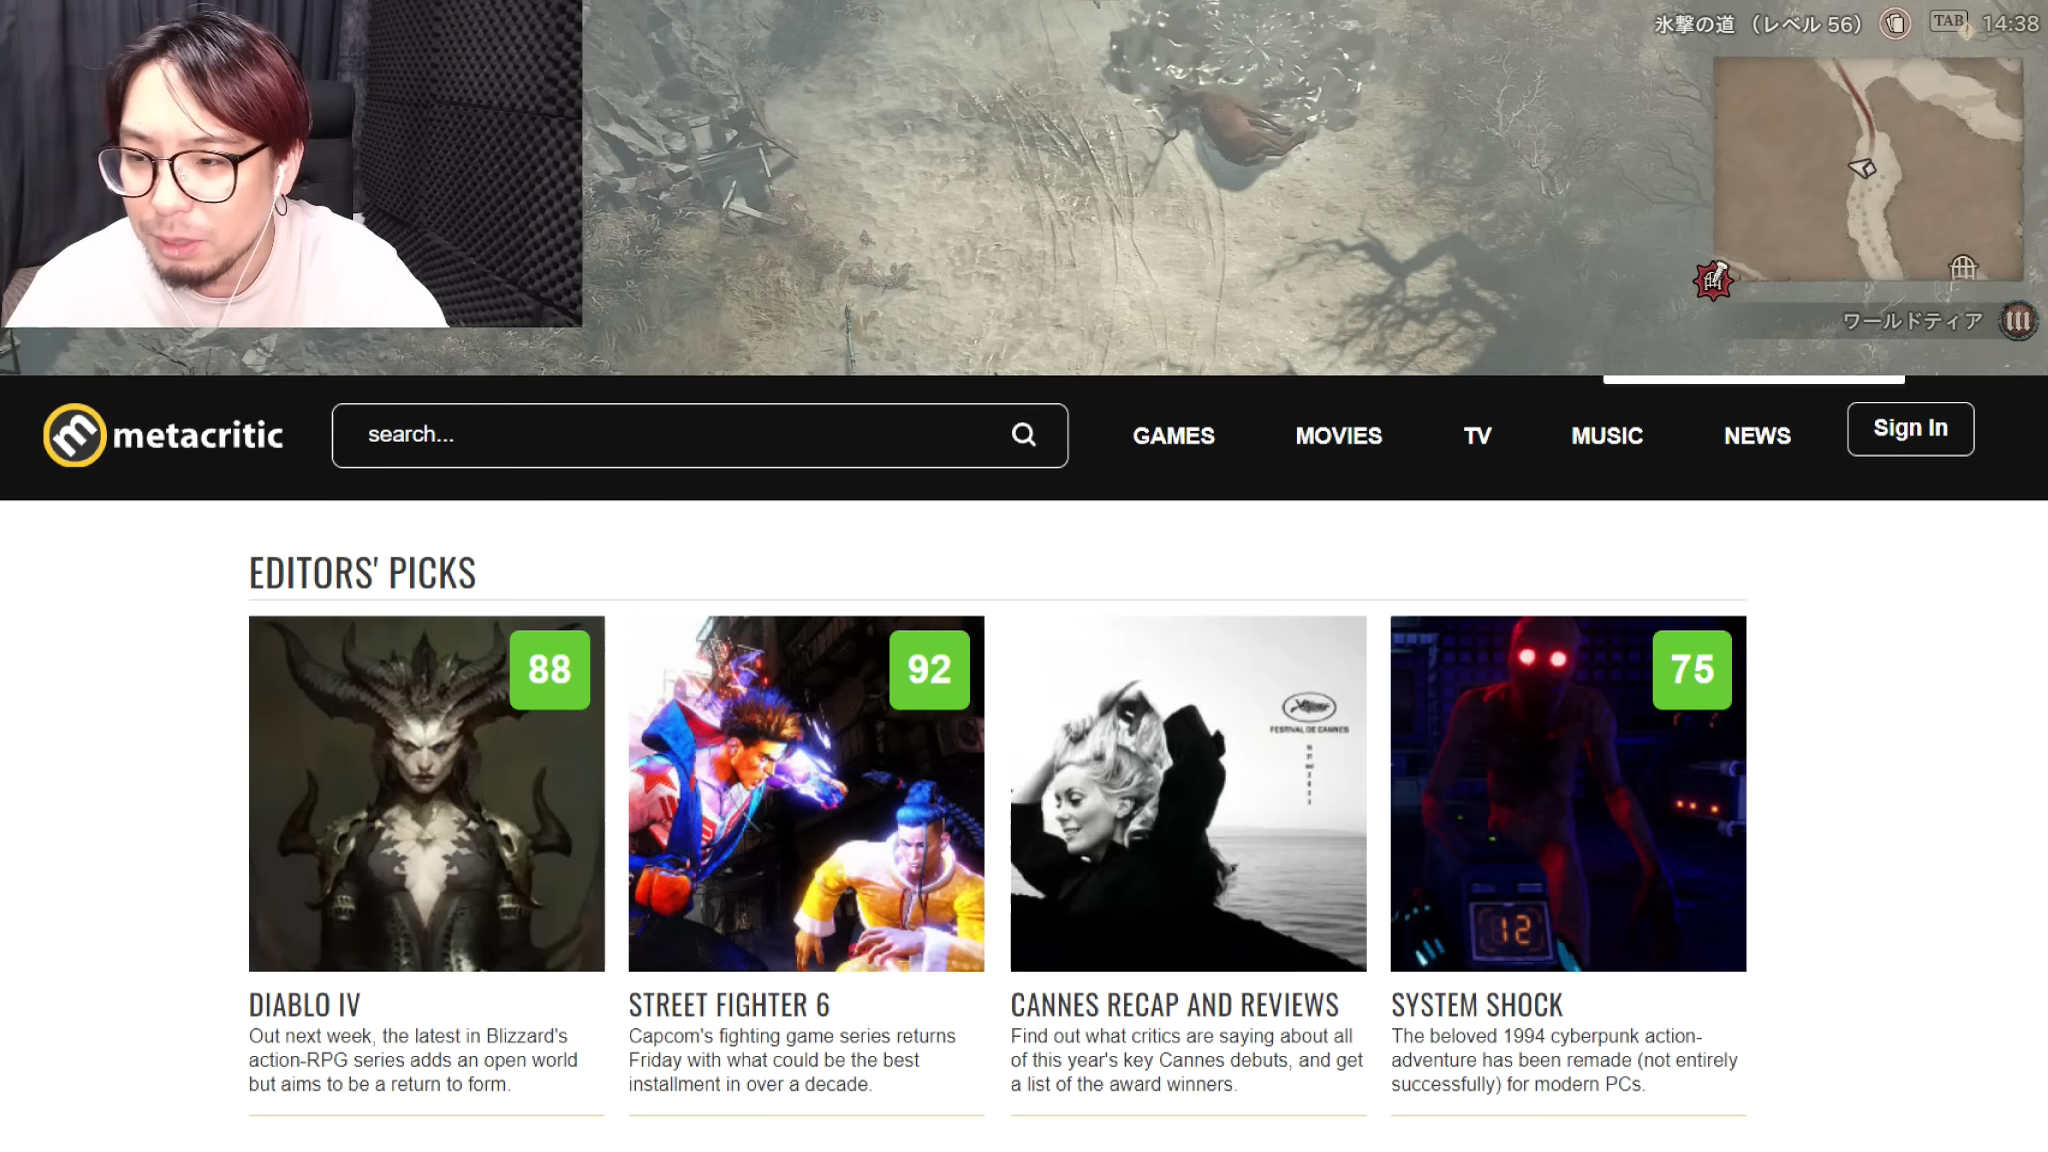 氷撃の道 （レベル 56）
TAB
14:38
ワールドティア
III
metacritic
search...
GAMES
MOVIES
TV
MUSIC
NEWS
Sign In
EDITORS' PICKS
88
92
FESTIVAL DE CANNES
75
12
DIABLO IV
Out next week, the latest in Blizzard's
action-RPG series adds an open world
but aims to be a return to form.
STREET FIGHTER 6
Capcom's fighting game series returns
Friday with what could be the best
installment in over a decade.
CANNES RECAP AND REVIEWS
Find out what critics are saying about all
of this year's key Cannes debuts, and get
a list of the award winners.
SYSTEM SHOCK
The beloved 1994 cyberpunk action-
adventure has been remade (not entirely
successfully) for modern PCs.